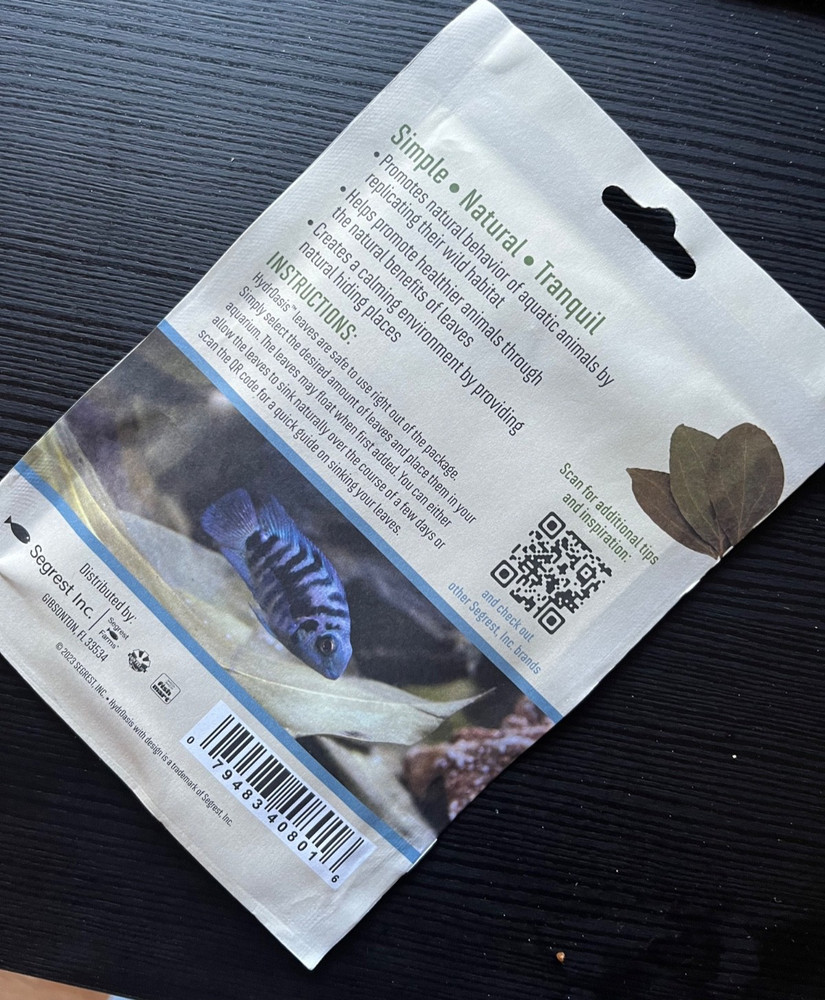 Simple • Natural • Tranquil
• Promotes natural behavior of aquatic animals by
replicating their wild habitat
• Helps promote healthier animals through
the natural benefits of leaves
• Creates a calming environment by providing
natural hiding places
INSTRUCTIONS:
HydrOasis™ leaves are safe to use right out of the package.
Simply select the desired amount of leaves and place them in your
aquarium. The leaves may float when first added. You can either
allow the leaves to sink naturally over the course of a few days or
scan the QR code for a quick guide on sinking your leaves.
Scan for additional tips
and inspiration.
and check out
other Segrest, Inc. brands
Distributed by:
Segrest Inc.
Segrest
Farms
GIBSONTON, FL 33534
fish
mart
© 2023 SEGREST, INC. • HydrOasis with design is a trademark of Segrest, Inc.
0 79483 40801 6